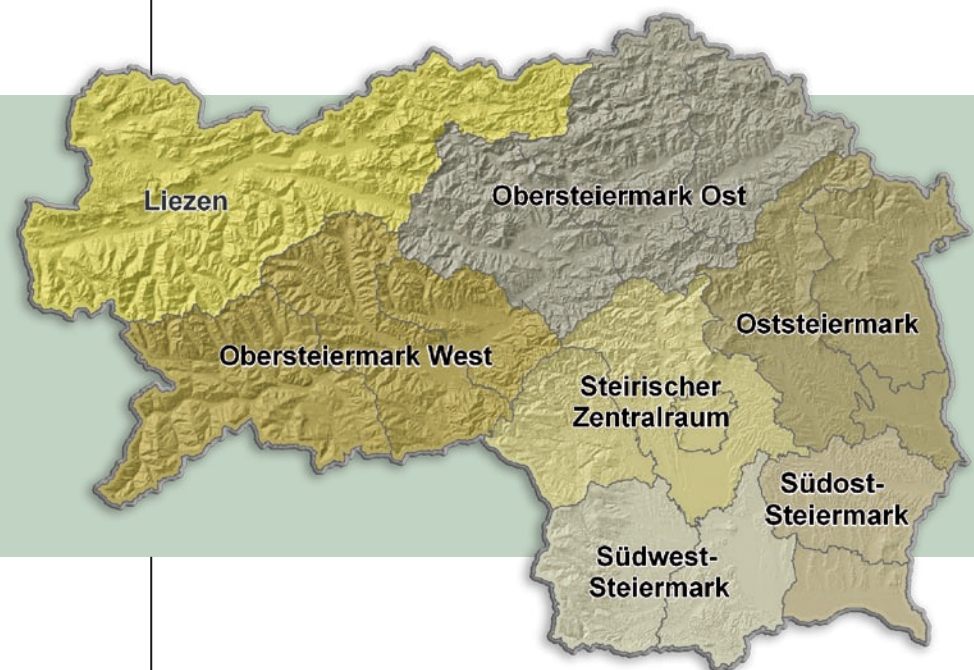 Liezen
Obersteiermark Ost
Oststeiermark
Obersteiermark West
Steirischer
Zentralraum
Südost-
Steiermark
Südwest-
Steiermark